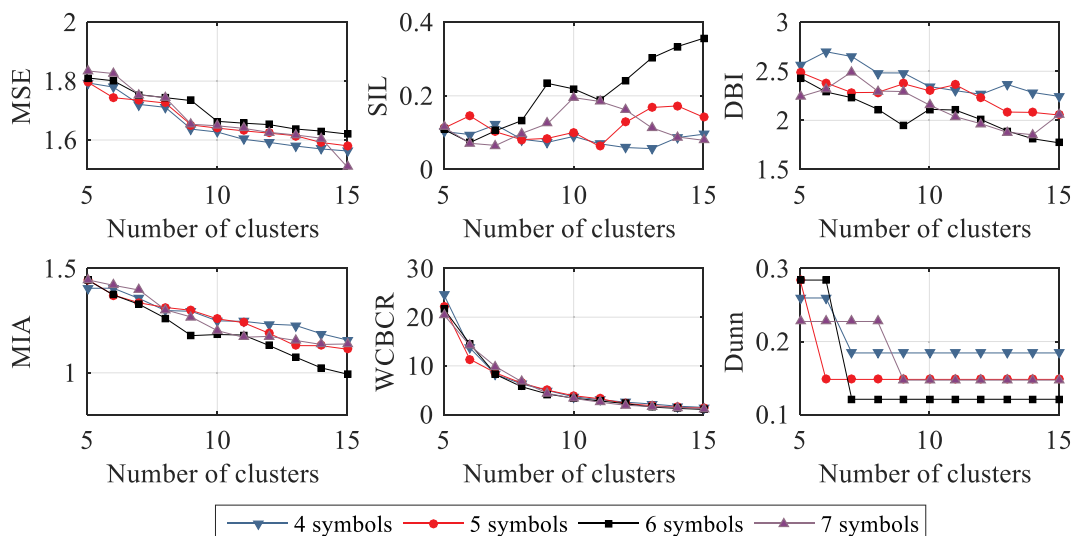 MSE
2
1.8
1.6
5 10 15
Number of clusters
SIL
0.4
0.2
0
5 10 15
Number of clusters
DBI
3
2.5
2
1.5
5 10 15
Number of clusters
MIA
1.5
1
5 10 15
Number of clusters
WCBCR
30
20
10
0
5 10 15
Number of clusters
Dunn
0.3
0.2
0.1
5 10 15
Number of clusters
4 symbols 5 symbols 6 symbols 7 symbols